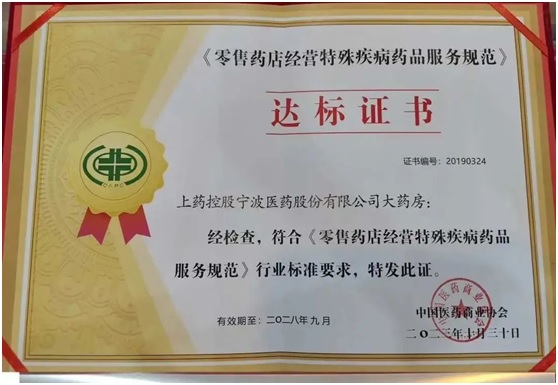 《零售药店经营特殊疾病药品服务规范》
达标证书
证书编号：20190324
上药控股宁波医药股份有限公司大药房：
经检查，符合《零售药店经营特殊疾病药品
服务规范》行业标准要求，特发此证。
中国医药商业协会
有效期至：二〇二八年九月
二〇二三年十月三十日